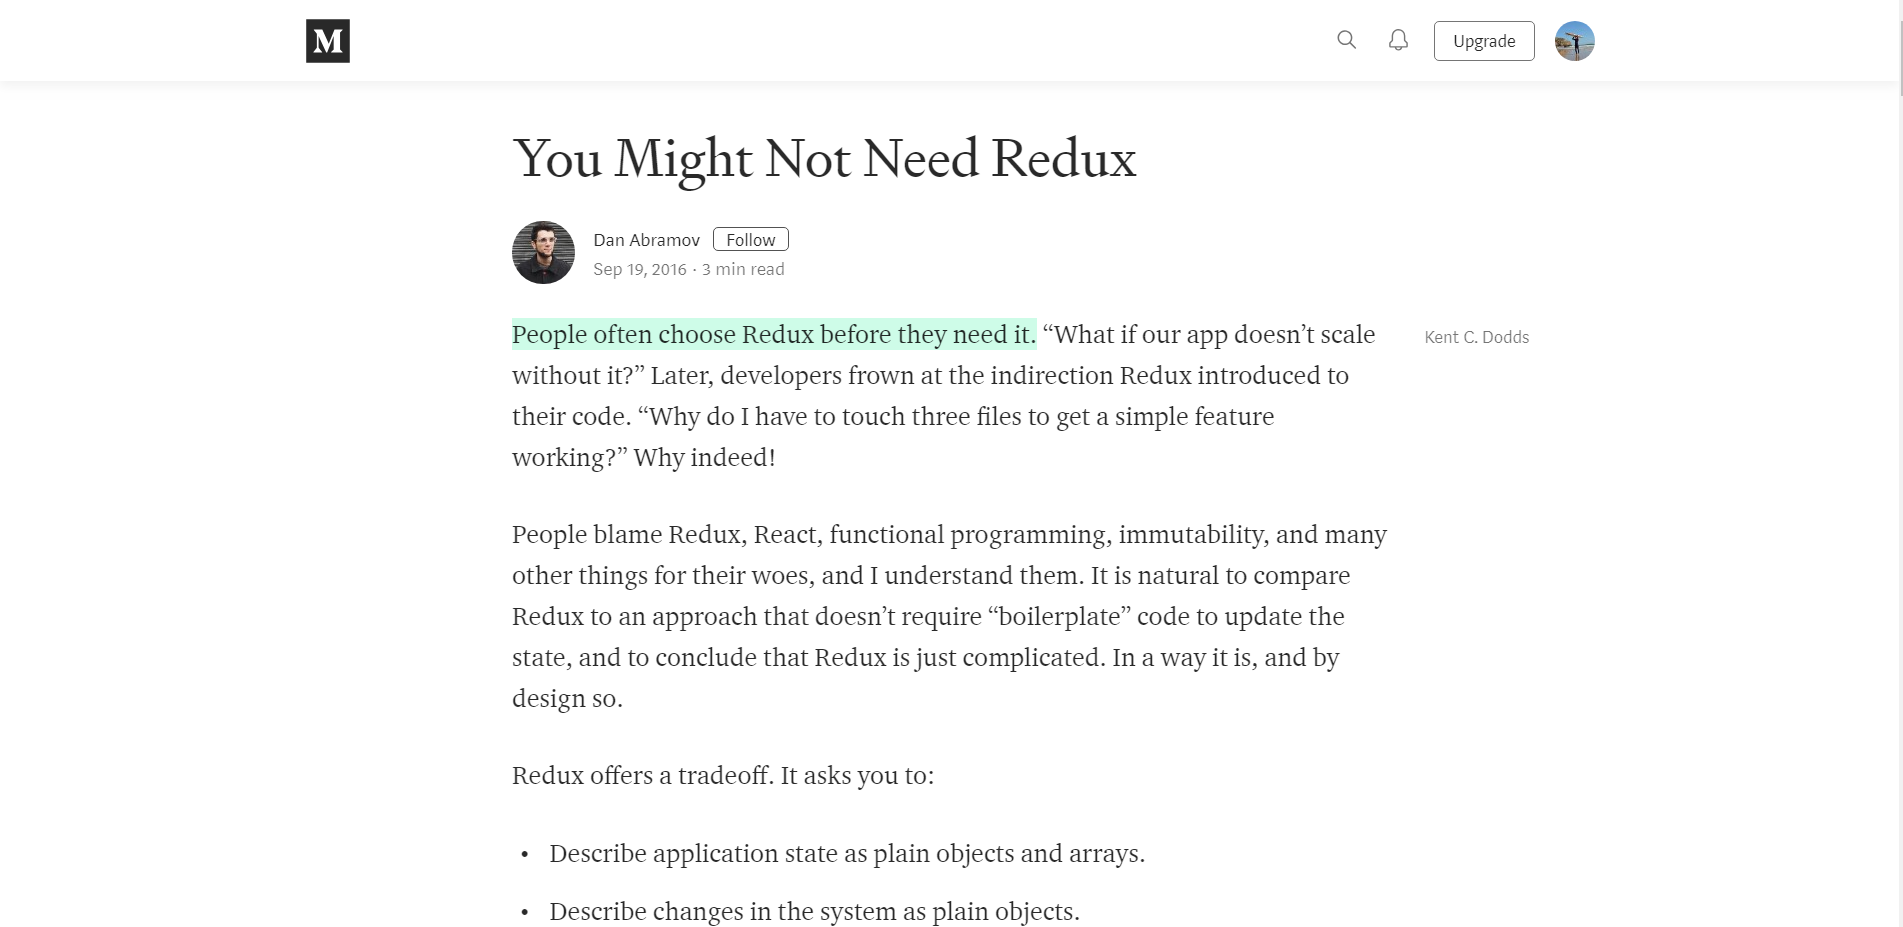 M
Upgrade
You Might Not Need Redux
Dan Abramov Follow
Sep 19, 2016 · 3 min read
People often choose Redux before they need it. “What if our app doesn’t scale
Kent C. Dodds
without it?” Later, developers frown at the indirection Redux introduced to
their code. “Why do I have to touch three files to get a simple feature
working?” Why indeed!
People blame Redux, React, functional programming, immutability, and many
other things for their woes, and I understand them. It is natural to compare
Redux to an approach that doesn’t require “boilerplate” code to update the
state, and to conclude that Redux is just complicated. In a way it is, and by
design so.
Redux offers a tradeoff. It asks you to:
• Describe application state as plain objects and arrays.
• Describe changes in the system as plain objects.